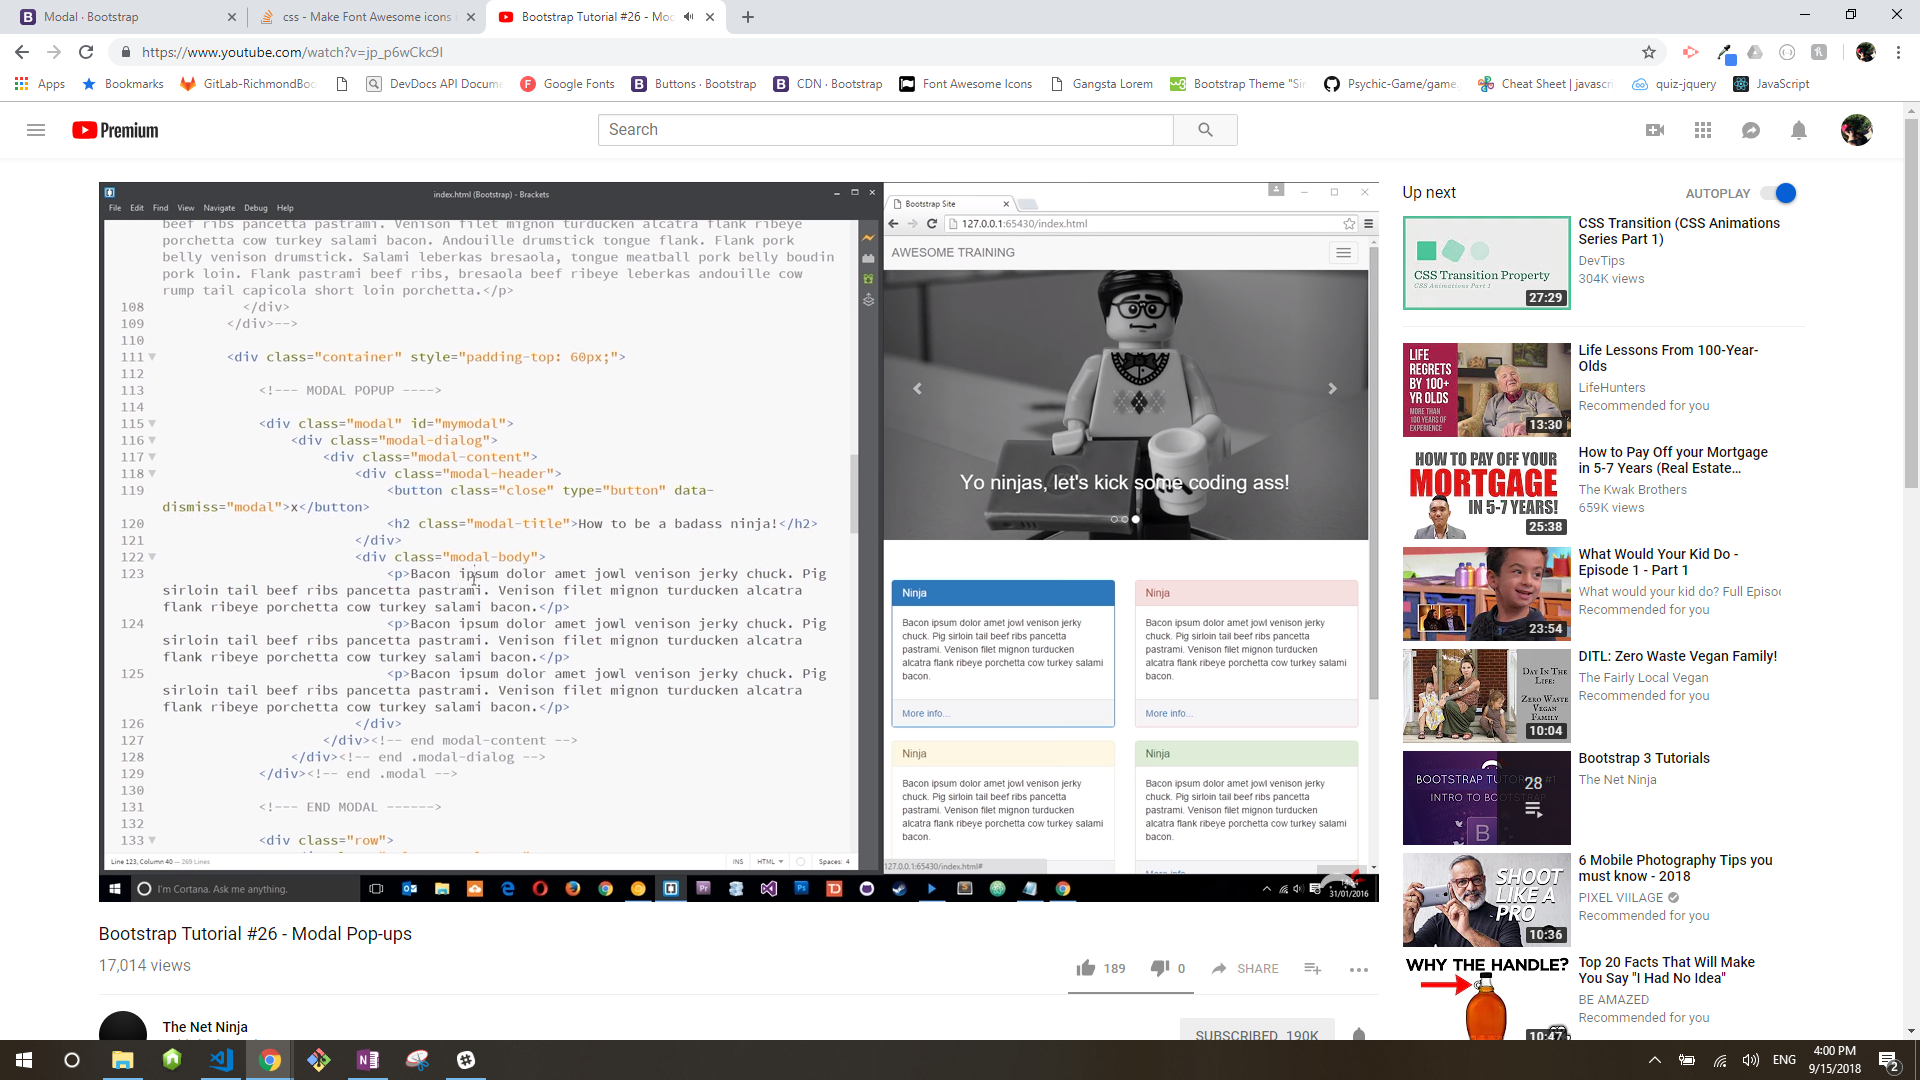 Modal · Bootstrap
css - Make Font Awesome icons i
Bootstrap Tutorial #26 - Moc
https://www.youtube.com/watch?v=jp_p6wCkc9I
Apps
Bookmarks
GitLab-RichmondBoo
DevDocs API Docume
Google Fonts
Buttons · Bootstrap
CDN · Bootstrap
Font Awesome Icons
Gangsta Lorem
Bootstrap Theme "Sir
Psychic-Game/game.
Cheat Sheet | javascri
quiz-jquery
JavaScript
Premium
Search
index.html (Bootstrap) - Brackets
File Edit Find View Navigate Debug Help
beef ribs pancetta pastrami. Venison filet mignon turducken alcatra flank ribeye
porchetta cow turkey salami bacon. Andouille drumstick tongue flank. Flank pork
belly venison drumstick. Salami leberkas bresaola, tongue meatball pork belly boudin
pork loin. Flank pastrami beef ribs, bresaola beef ribeye leberkas andouille cow
rump tail capicola short loin porchetta.</p>
108 </div>
109 </div>-->
110
111 <div class="container" style="padding-top: 60px;">
112
113 <!--- MODAL POPUP ---->
114
115 <div class="modal" id="mymodal">
116 <div class="modal-dialog">
117 <div class="modal-content">
118 <div class="modal-header">
119 <button class="close" type="button" data-
dismiss="modal">x</button>
120 <h2 class="modal-title">How to be a badass ninja!</h2>
121 </div>
122 <div class="modal-body">
123 <p>Bacon ipsum dolor amet jowl venison jerky chuck. Pig
sirloin tail beef ribs pancetta pastrami. Venison filet mignon turducken alcatra
flank ribeye porchetta cow turkey salami bacon.</p>
124 <p>Bacon ipsum dolor amet jowl venison jerky chuck. Pig
sirloin tail beef ribs pancetta pastrami. Venison filet mignon turducken alcatra
flank ribeye porchetta cow turkey salami bacon.</p>
125 <p>Bacon ipsum dolor amet jowl venison jerky chuck. Pig
sirloin tail beef ribs pancetta pastrami. Venison filet mignon turducken alcatra
flank ribeye porchetta cow turkey salami bacon.</p>
126 </div>
127 </div><!-- end modal-content -->
128 </div><!-- end .modal-dialog -->
129 </div><!-- end .modal -->
130
131 <!--- END MODAL ------>
132
133 <div class="row">
Line 123, Column 40 — 269 Lines
INS HTML Spaces: 4
Bootstrap Site
127.0.0.1:65430/index.html
AWESOME TRAINING
Yo ninjas, let's kick some coding ass!
Ninja
Bacon ipsum dolor amet jowl venison jerky
chuck. Pig sirloin tail beef ribs pancetta
pastrami. Venison filet mignon turducken
alcatra flank ribeye porchetta cow turkey salami
bacon.
More info...
Ninja
Bacon ipsum dolor amet jowl venison jerky
chuck. Pig sirloin tail beef ribs pancetta
pastrami. Venison filet mignon turducken
alcatra flank ribeye porchetta cow turkey salami
bacon.
More info...
Ninja
Bacon ipsum dolor amet jowl venison jerky
chuck. Pig sirloin tail beef ribs pancetta
pastrami. Venison filet mignon turducken
alcatra flank ribeye porchetta cow turkey salami
bacon.
Ninja
Bacon ipsum dolor amet jowl venison jerky
chuck. Pig sirloin tail beef ribs pancetta
pastrami. Venison filet mignon turducken
alcatra flank ribeye porchetta cow turkey salami
bacon.
More info...
127.0.0.1:65430/index.html#
I'm Cortana. Ask me anything.
31/01/2016
Bootstrap Tutorial #26 - Modal Pop-ups
17,014 views
189
0
SHARE
The Net Ninja
SUBSCRIBED 190K
Up next
AUTOPLAY
CSS Transition Property
CSS Animations Part 1
27:29
CSS Transition (CSS Animations
Series Part 1)
DevTips
304K views
LIFE
REGRETS
BY 100+
YR OLDS
MORE THAN
100 YEARS OF
EXPERIENCE
13:30
Life Lessons From 100-Year-
Olds
LifeHunters
Recommended for you
HOW TO PAY OFF YOUR
MORTGAGE
IN 5-7 YEARS!
25:38
How to Pay Off your Mortgage
in 5-7 Years (Real Estate...
The Kwak Brothers
659K views
23:54
What Would Your Kid Do -
Episode 1 - Part 1
What would your kid do? Full Episoc
Recommended for you
DAY IN THE
LIFE:
ZERO WASTE
VEGAN
FAMILY
10:04
DITL: Zero Waste Vegan Family!
The Fairly Local Vegan
Recommended for you
BOOTSTRAP TUTOR #1
INTRO TO BOOTSTRAP
28
B
Bootstrap 3 Tutorials
The Net Ninja
SHOOT
LIKE A
PRO
10:36
6 Mobile Photography Tips you
must know - 2018
PIXEL VIILAGE
Recommended for you
WHY THE HANDLE?
10:47
Top 20 Facts That Will Make
You Say "I Had No Idea"
BE AMAZED
Recommended for you
ENG
4:00 PM
9/15/2018
2